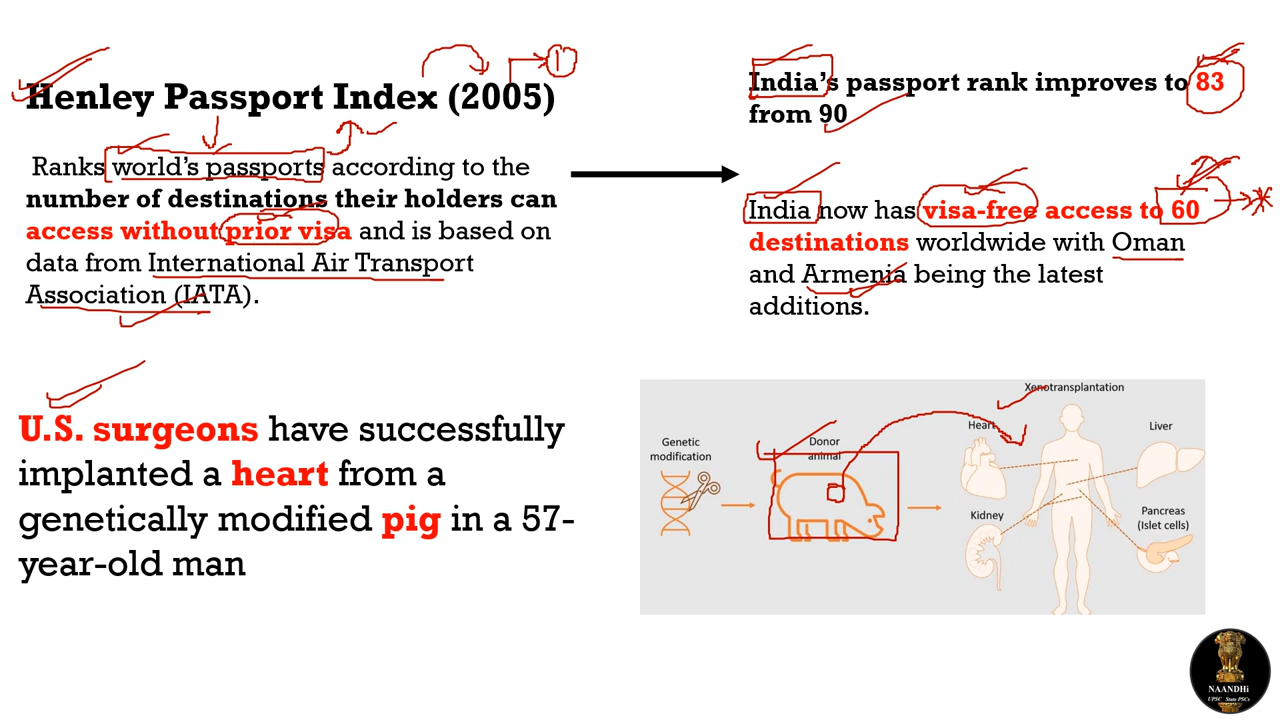 Henley Passport Index (2005)
1
Ranks world's passports according to the
number of destinations their holders can
access without prior visa and is based on
data from International Air Transport
Association (IATA).
India's passport rank improves to 83
from 90
India now has visa-free access to 60
destinations worldwide with Oman
and Armenia being the latest
additions.
U.S. surgeons have successfully
implanted a heart from a
genetically modified pig in a 57-
year-old man
Xenotransplantation
Genetic
modification
Donor
animal
Heart
Liver
Kidney
Pancreas
(Islet cells)
NAANDHi
UPSC State PSCs